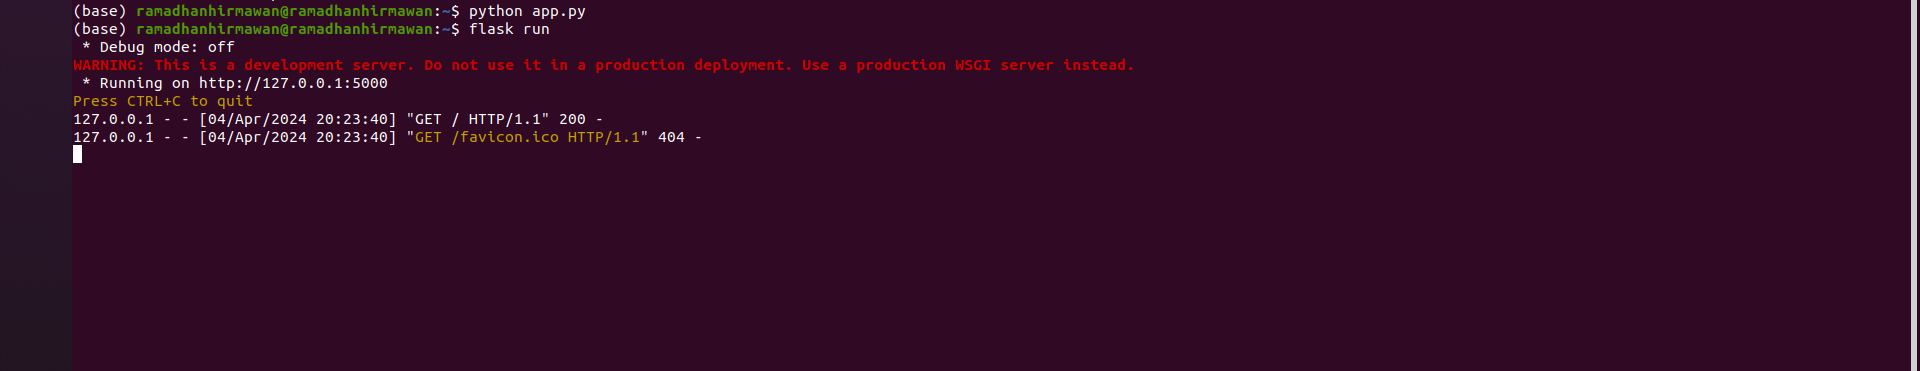 (base) ramadhanhirmawan@ramadhanhirmawan:~$ python app.py
(base) ramadhanhirmawan@ramadhanhirmawan:~$ flask run
 * Debug mode: off
WARNING: This is a development server. Do not use it in a production deployment. Use a production WSGI server instead.
 * Running on http://127.0.0.1:5000
Press CTRL+C to quit
127.0.0.1 - - [04/Apr/2024 20:23:40] "GET / HTTP/1.1" 200 -
127.0.0.1 - - [04/Apr/2024 20:23:40] "GET /favicon.ico HTTP/1.1" 404 -